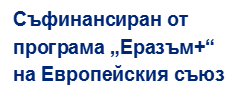 Съфинансиран от
програма „Еразъм+“
на Европейския съюз